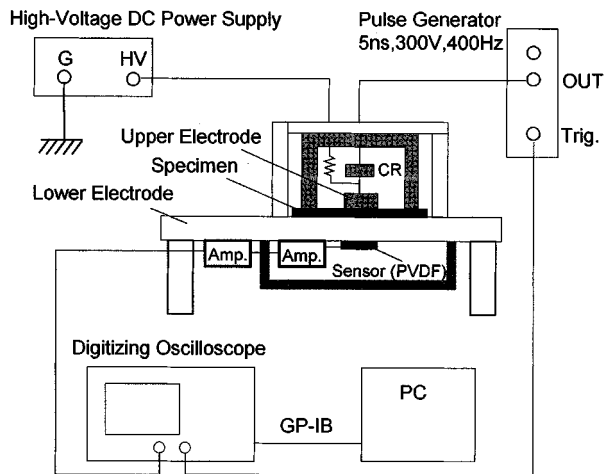 High-Voltage DC Power Supply
G HV
Pulse Generator
5ns,300V,400Hz
OUT
Trig.
Upper Electrode
CR
Specimen
Lower Electrode
Amp. Amp.
Sensor (PVDF)
Digitizing Oscilloscope
GP-IB
PC